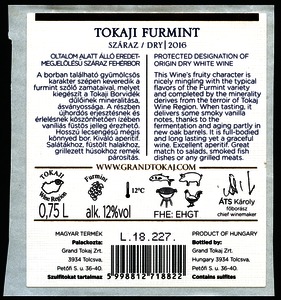 TOKAJI FURMINT
SZÁRAZ / DRY | 2016
OLTALOM ALATT ÁLLÓ EREDET-
MEGJELÖLÉSŰ SZÁRAZ FEHÉRBOR
A borban található gyümölcsös
karakter szépen keveredik a
furmint szőlő zamataival, melyet
kiegészít a Tokaji Borvidék
dűlőinek mineralitása,
ásványossága. A részben
újhordós erjesztésnek és
érlelésnek köszönhetően ízében
vaníliás füstös jelleg érezhető.
Hosszú lecsengésű mégis
könnyed bor. Kiváló aperitif.
Salátákhoz, füstölt halakhoz,
grillezett húsokhoz remek
párosítás.
PROTECTED DESIGNATION OF
ORIGIN DRY WHITE WINE
This Wine's fruity character is
nicely mingling with the typical
flavors of the Furmint variety
and completed by the minerality
derives from the terroir of Tokaj
Wine Region. When tasting, it
delivers some smoky vanilla
notes, thanks to the
fermentation and aging partly in
new oak barrels. It is full-bodied
and long lasting yet a graceful
wine. Excellent aperitif. Great
match to salads, smoked fish
dishes or any grilled meats.
WWW.GRANDTOKAJ.COM
TOKAJI
Wine Region
Furmint
12°C
0,75 L
alk. 12%vol
FHE: EHGT
ÁTS Károly
főborász
chief winemaker
MAGYAR TERMÉK
Palackozta:
Grand Tokaj Zrt.
3934 Tolcsva,
Petőfi S. u. 36-40.
Szulfitokat tartalmaz
L.18.227.
5 998812 718822
PRODUCT OF HUNGARY
Bottled by:
Grand Tokaj Zrt.
Hungary 3934 Tolcsva,
Petőfi S. u. 36-40.
Contains sulfites